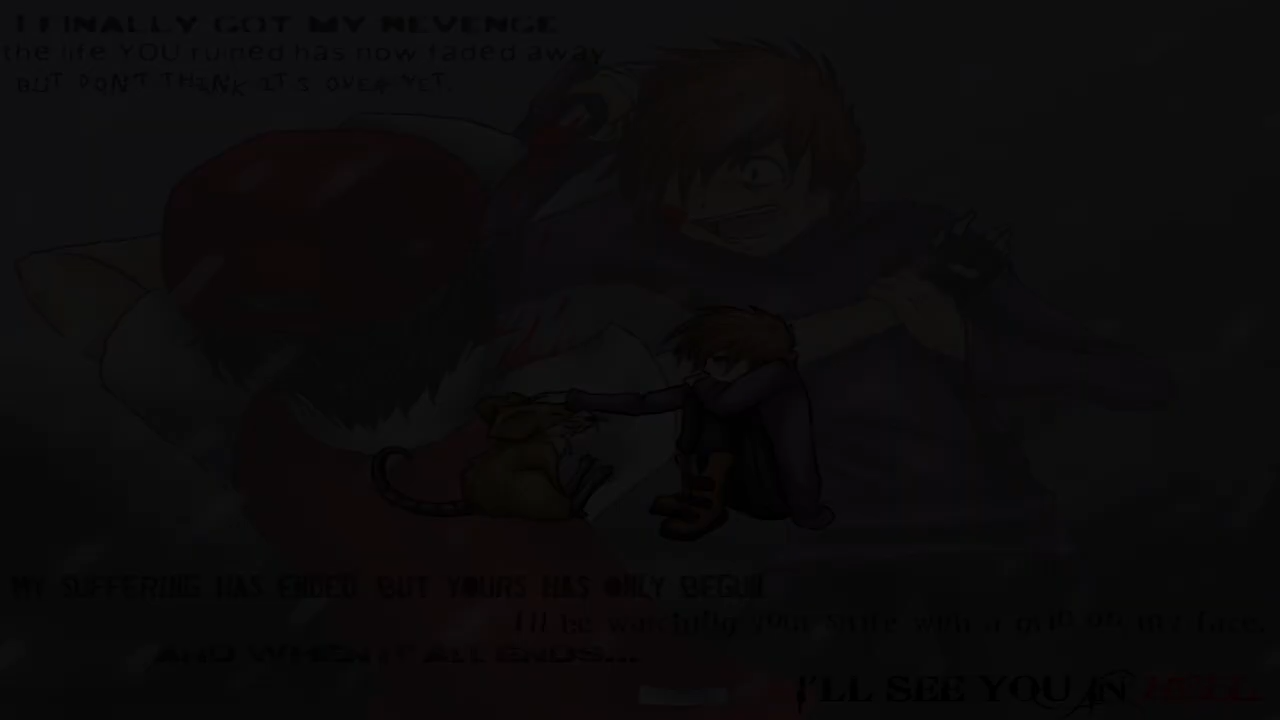 I FINALLY GOT MY REVENGE
the life YOU ruined has now faded away
BUT DON'T THINK IT'S OVER YET.
MY SUFFERING HAS ENDED BUT YOURS HAS ONLY BEGUN
I'll be watching your life with a grin on my face,
AND WHEN IT ALL ENDS...
I'LL SEE YOU IN HELL.